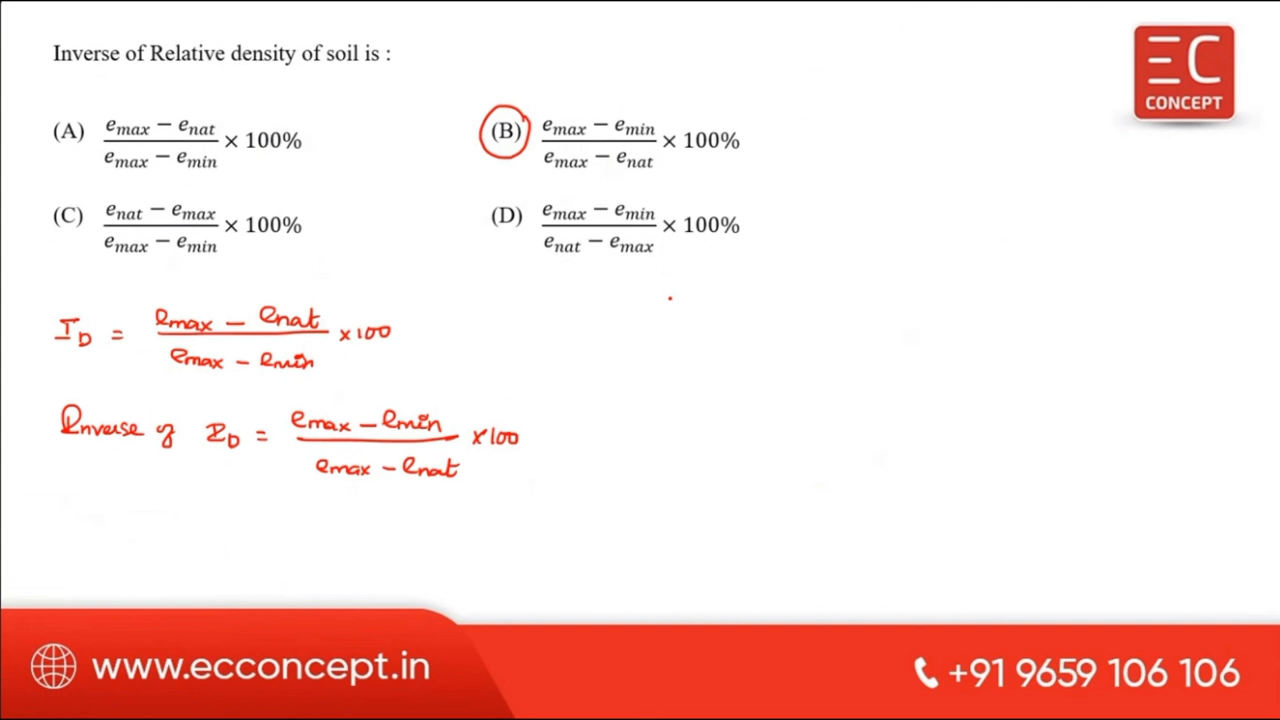 Inverse of Relative density of soil is :
EC
CONCEPT
(A) (e_max − e_nat)/(e_max − e_min) × 100%
(B) (e_max − e_min)/(e_max − e_nat) × 100%
(C) (e_nat − e_max)/(e_max − e_min) × 100%
(D) (e_max − e_min)/(e_nat − e_max) × 100%
I_D = (e_max − e_nat)/(e_max − e_min) × 100
Inverse of I_D = (e_max − e_min)/(e_max − e_nat) × 100
www.ecconcept.in
+91 9659 106 106